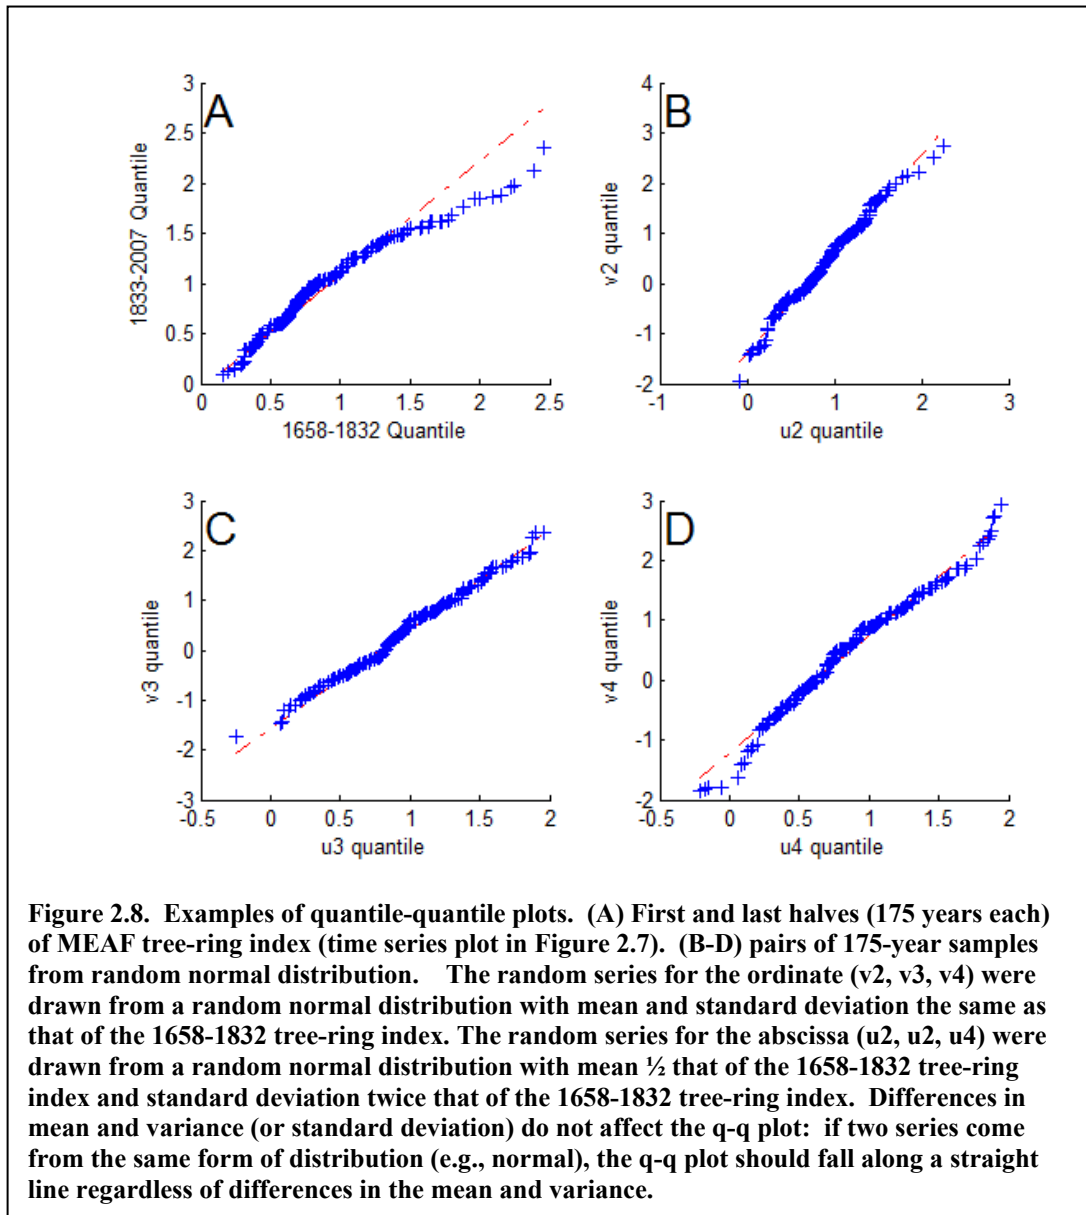 A
3
2.5
2
1.5
1
0.5
0
0
0.5
1
1.5
2
2.5
1833-2007 Quantile
1658-1832 Quantile
B
4
3
2
1
0
-1
-2
-1
0
1
2
3
v2 quantile
u2 quantile
C
3
2
1
0
-1
-2
-3
-0.5
0
0.5
1
1.5
2
v3 quantile
u3 quantile
D
3
2
1
0
-1
-2
-0.5
0
0.5
1
1.5
2
v4 quantile
u4 quantile
Figure 2.8. Examples of quantile-quantile plots. (A) First and last halves (175 years each)
of MEAF tree-ring index (time series plot in Figure 2.7). (B-D) pairs of 175-year samples
from random normal distribution. The random series for the ordinate (v2, v3, v4) were
drawn from a random normal distribution with mean and standard deviation the same as
that of the 1658-1832 tree-ring index. The random series for the abscissa (u2, u2, u4) were
drawn from a random normal distribution with mean ½ that of the 1658-1832 tree-ring
index and standard deviation twice that of the 1658-1832 tree-ring index. Differences in
mean and variance (or standard deviation) do not affect the q-q plot: if two series come
from the same form of distribution (e.g., normal), the q-q plot should fall along a straight
line regardless of differences in the mean and variance.